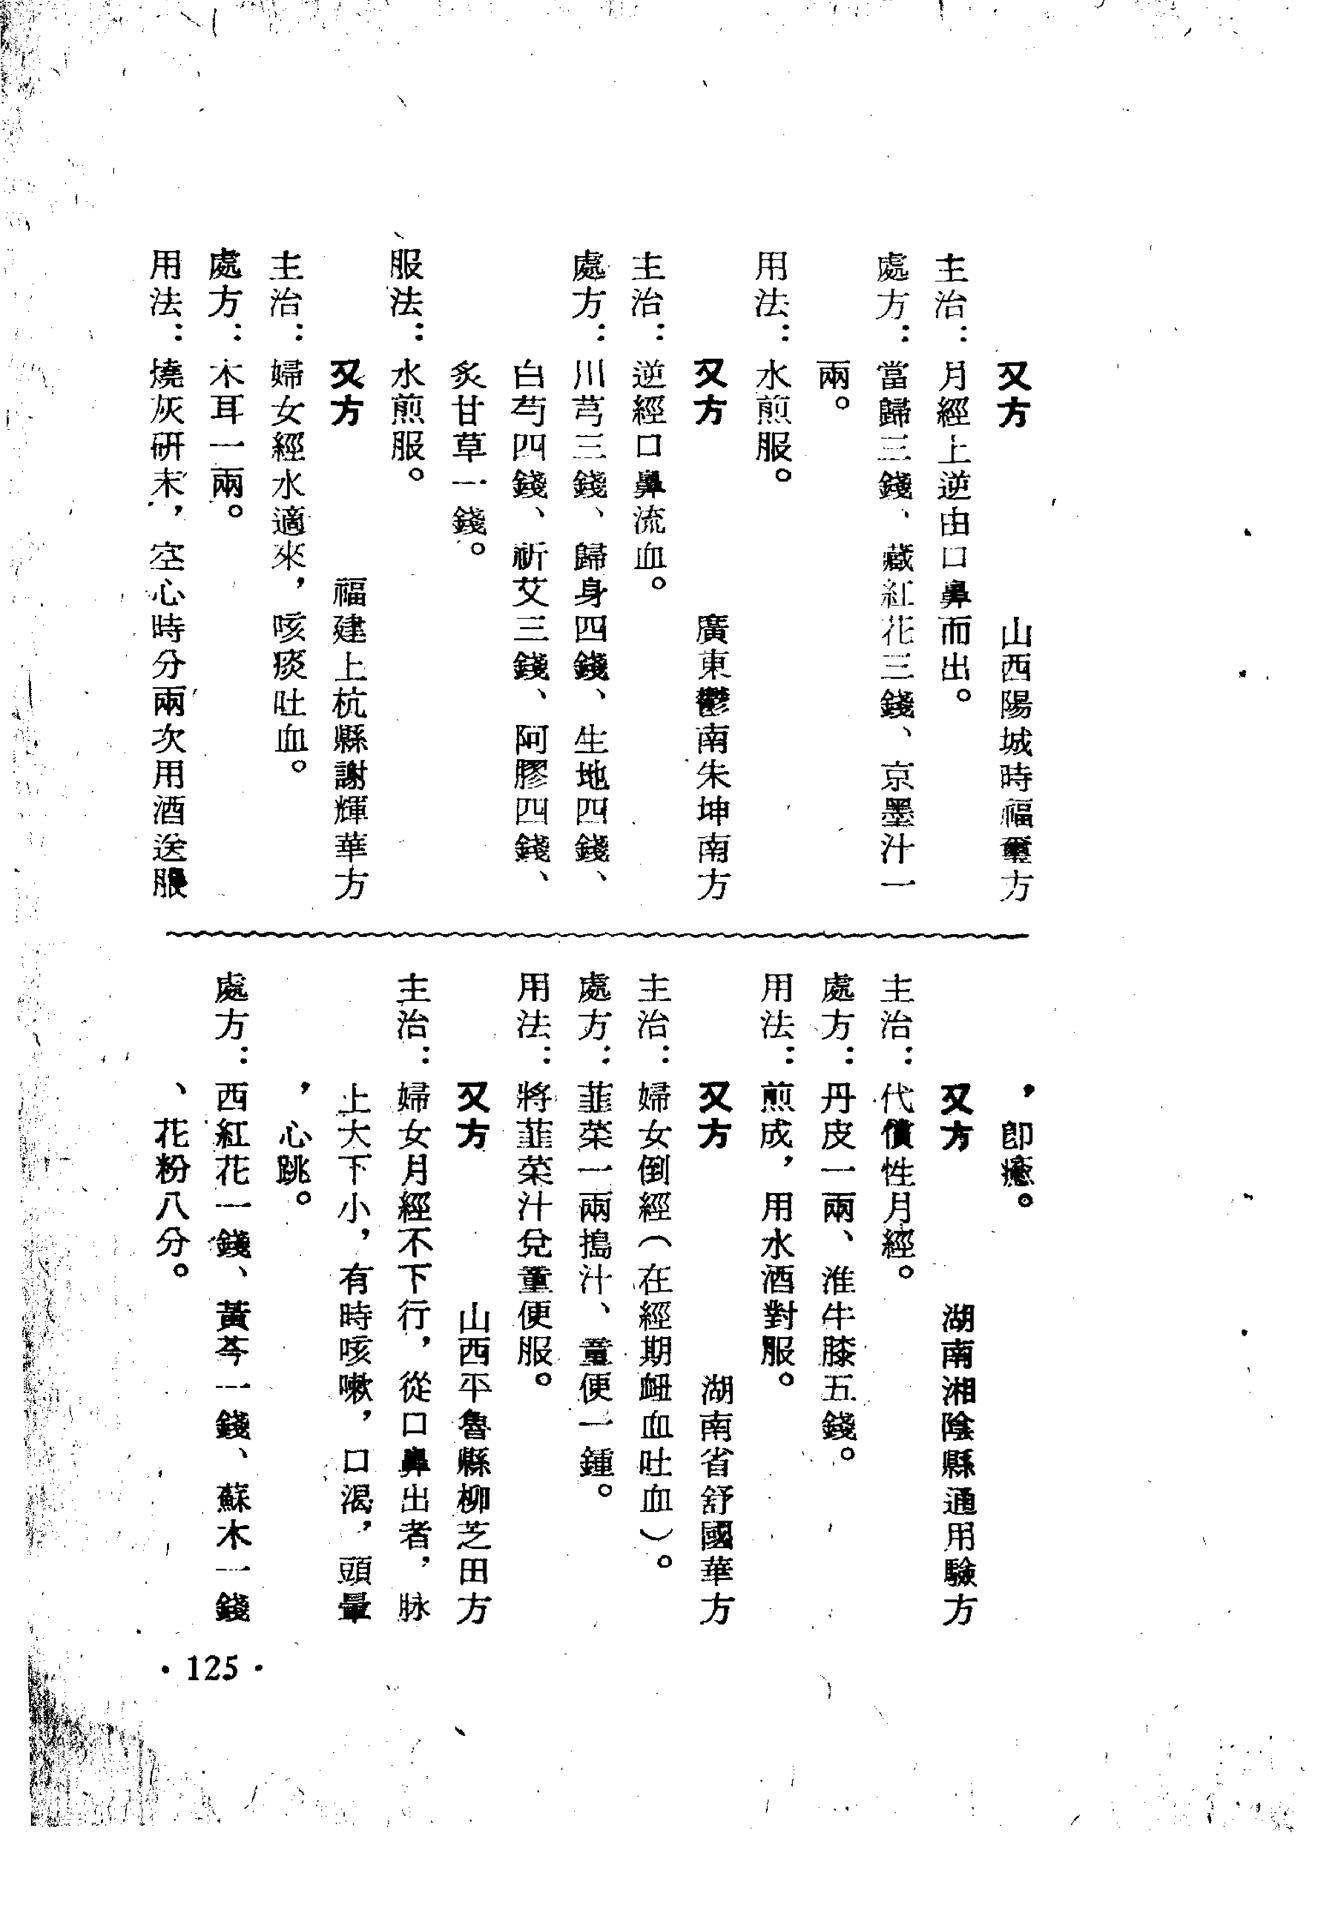 又方　山西陽城時福璽方
主治：月經上逆由口鼻而出。
處方：當歸三錢、藏紅花三錢、京墨汁一
兩。
用法：水煎服。
又方　廣東鬱南朱坤南方
主治：逆經口鼻流血。
處方：川芎三錢、歸身四錢、生地四錢、
白芍四錢、祈艾三錢、阿膠四錢、
炙甘草一錢。
服法：水煎服。
又方　福建上杭縣謝輝華方
主治：婦女經水適來，咳痰吐血。
處方：木耳一兩。
用法：燒灰研末，空心時分兩次用酒送服
，卽癒。
又方　湖南湘陰縣通用驗方
主治：代償性月經。
處方：丹皮一兩、淮牛膝五錢。
用法：煎成，用水酒對服。
又方　湖南省舒國華方
主治：婦女倒經（在經期衄血吐血）。
處方：韮菜一兩搗汁、童便一鍾。
用法：將韮菜汁兌童便服。
又方　山西平魯縣柳芝田方
主治：婦女月經不下行，從口鼻出者，脉
上大下小，有時咳嗽，口渴，頭暈
，心跳。
處方：西紅花一錢、黃芩一錢、蘇木一錢
、花粉八分。
·125·